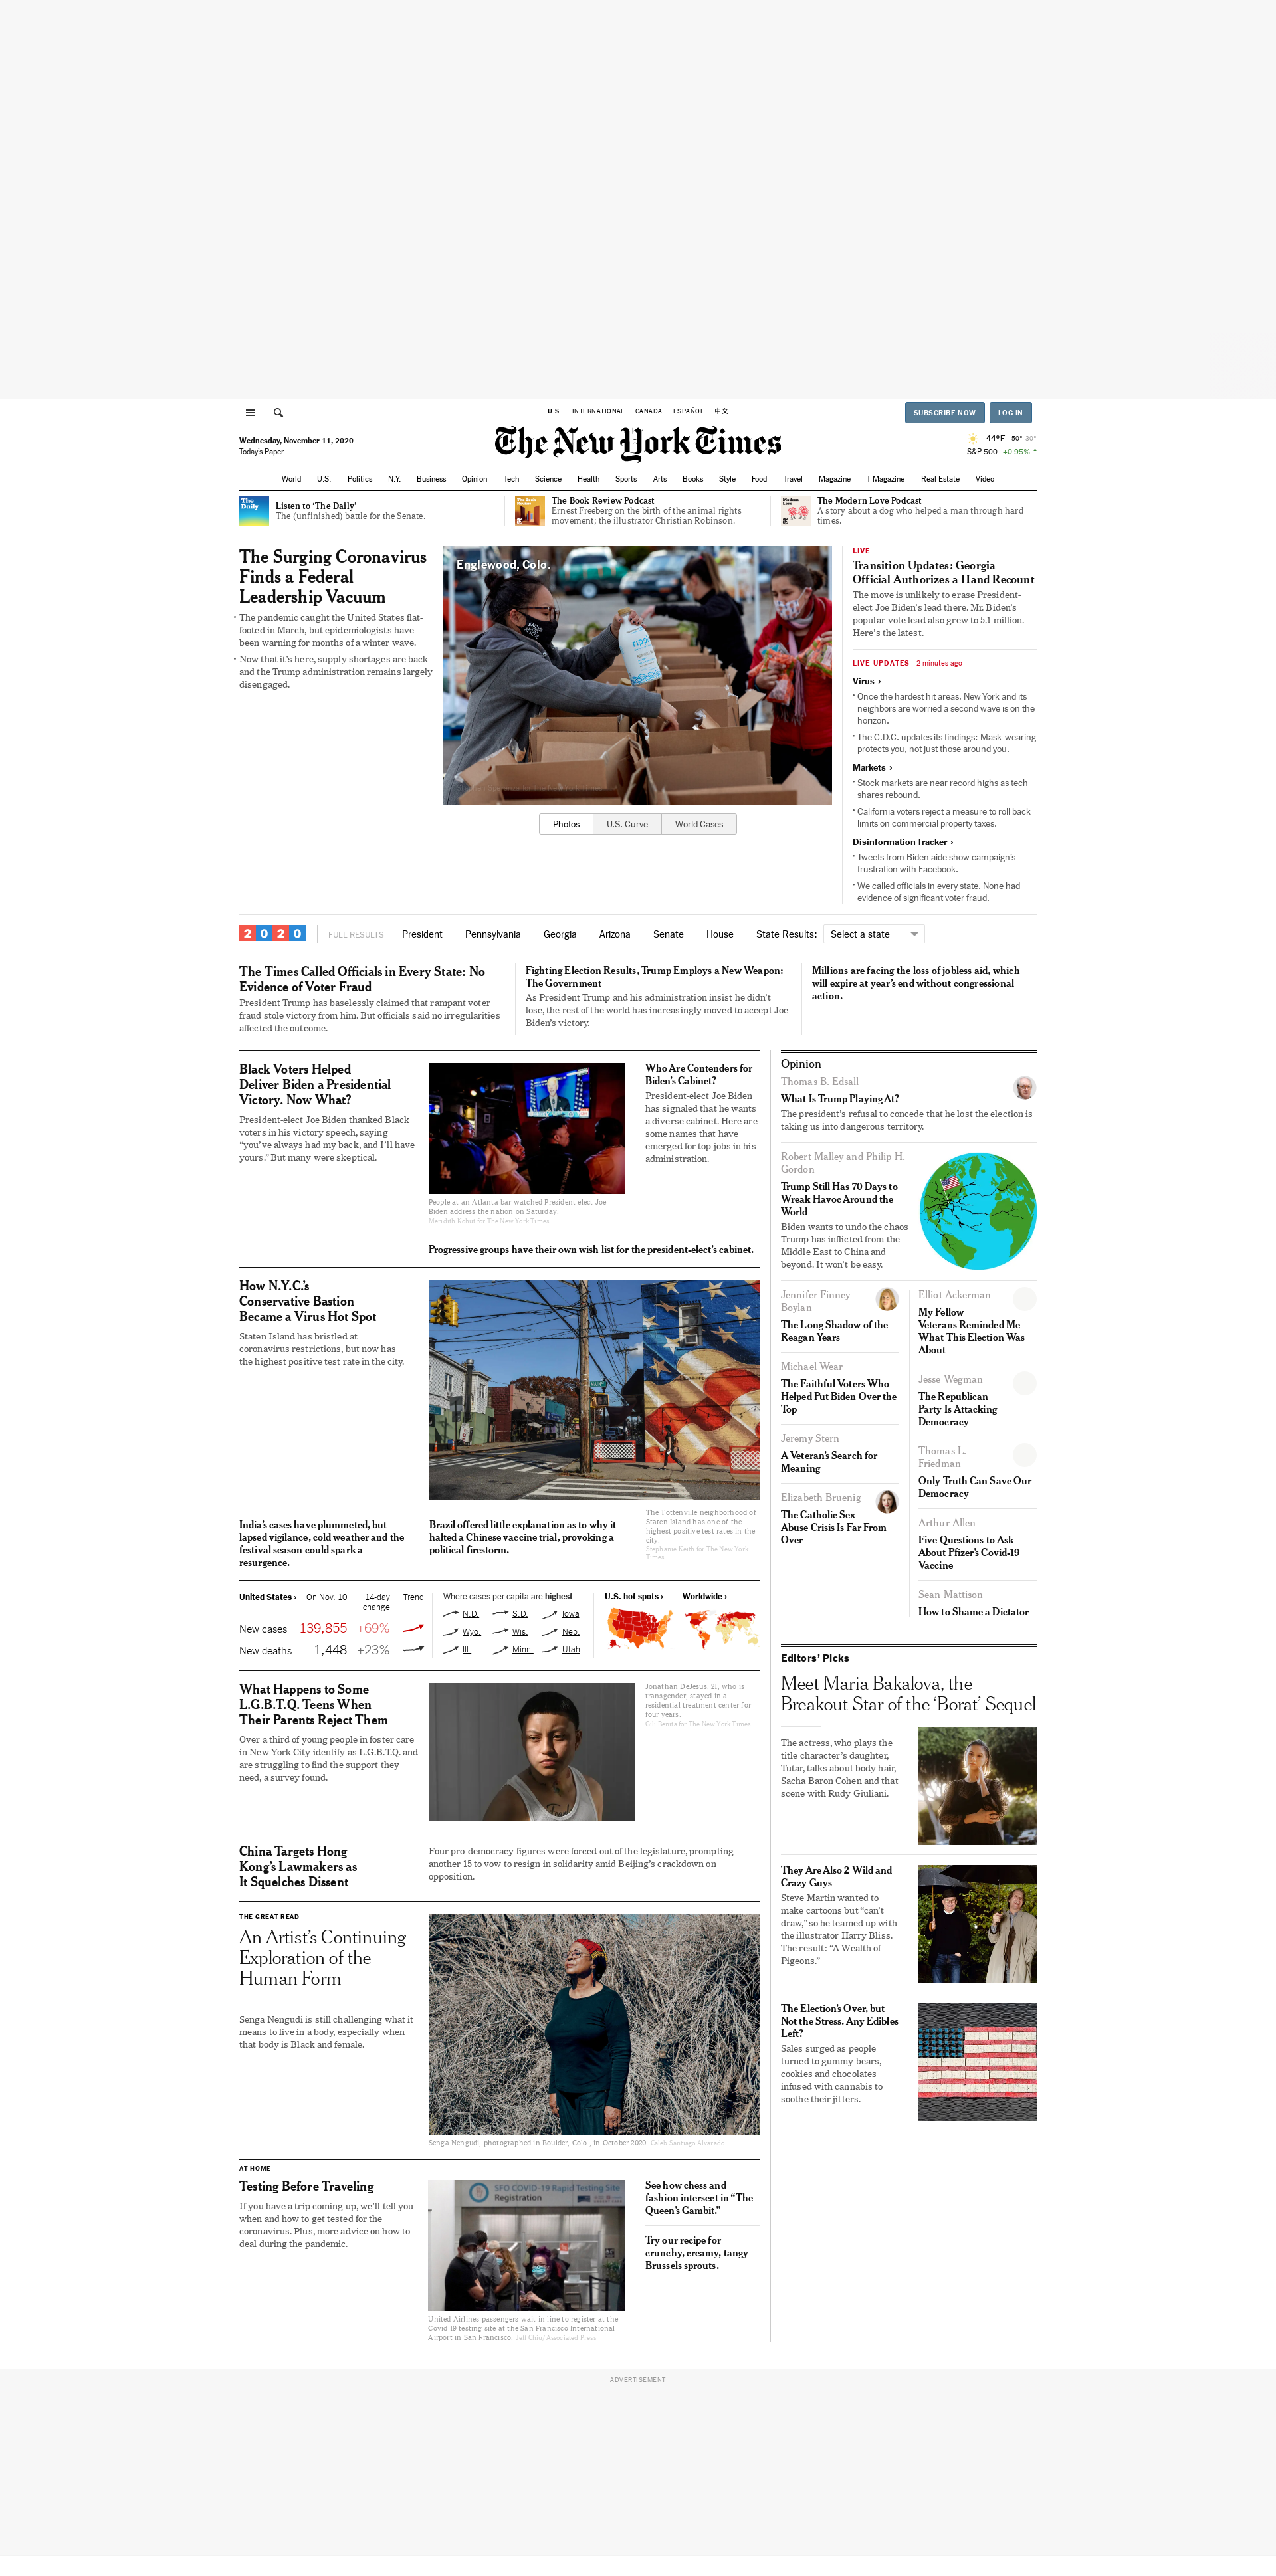 U.S. INTERNATIONAL CANADA ESPAÑOL 中文
SUBSCRIBE NOW LOG IN
Wednesday, November 11, 2020
Today's Paper
The New York Times
44°F 50° 30°
S&P 500 +0.95% ↑
World U.S. Politics N.Y. Business Opinion Tech Science Health Sports Arts Books Style Food Travel Magazine T Magazine Real Estate Video
The Daily
Listen to ‘The Daily’
The (unfinished) battle for the Senate.
The Book Review Podcast
Ernest Freeberg on the birth of the animal rights
movement; the illustrator Christian Robinson.
Modern Love
The Modern Love Podcast
A story about a dog who helped a man through hard
times.
The Surging Coronavirus
Finds a Federal
Leadership Vacuum
• The pandemic caught the United States flat-
footed in March, but epidemiologists have
been warning for months of a winter wave.
• Now that it’s here, supply shortages are back
and the Trump administration remains largely
disengaged.
Englewood, Colo.
ripple
Photos U.S. Curve World Cases
LIVE
Transition Updates: Georgia
Official Authorizes a Hand Recount
The move is unlikely to erase President-
elect Joe Biden’s lead there. Mr. Biden’s
popular-vote lead also grew to 5.1 million.
Here’s the latest.
LIVE UPDATES 2 minutes ago
Virus ›
• Once the hardest hit areas, New York and its
neighbors are worried a second wave is on the
horizon.
• The C.D.C. updates its findings: Mask-wearing
protects you, not just those around you.
Markets ›
• Stock markets are near record highs as tech
shares rebound.
• California voters reject a measure to roll back
limits on commercial property taxes.
Disinformation Tracker ›
• Tweets from Biden aide show campaign’s
frustration with Facebook.
• We called officials in every state. None had
evidence of significant voter fraud.
2020 FULL RESULTS President Pennsylvania Georgia Arizona Senate House State Results: Select a state
The Times Called Officials in Every State: No
Evidence of Voter Fraud
President Trump has baselessly claimed that rampant voter
fraud stole victory from him. But officials said no irregularities
affected the outcome.
Fighting Election Results, Trump Employs a New Weapon:
The Government
As President Trump and his administration insist he didn’t
lose, the rest of the world has increasingly moved to accept Joe
Biden’s victory.
Millions are facing the loss of jobless aid, which
will expire at year’s end without congressional
action.
Black Voters Helped
Deliver Biden a Presidential
Victory. Now What?
President-elect Joe Biden thanked Black
voters in his victory speech, saying
“you’ve always had my back, and I’ll have
yours.” But many were skeptical.
People at an Atlanta bar watched President-elect Joe
Biden address the nation on Saturday.
Meridith Kohut for The New York Times
Who Are Contenders for
Biden’s Cabinet?
President-elect Joe Biden
has signaled that he wants
a diverse cabinet. Here are
some names that have
emerged for top jobs in his
administration.
Progressive groups have their own wish list for the president-elect’s cabinet.
How N.Y.C.’s
Conservative Bastion
Became a Virus Hot Spot
Staten Island has bristled at
coronavirus restrictions, but now has
the highest positive test rate in the city.
The Tottenville neighborhood of
Staten Island has one of the
highest positive test rates in the
city.
Stephanie Keith for The New York
Times
India’s cases have plummeted, but
lapsed vigilance, cold weather and the
festival season could spark a
resurgence.
Brazil offered little explanation as to why it
halted a Chinese vaccine trial, provoking a
political firestorm.
United States › On Nov. 10 14-day change Trend
New cases 139,855 +69%
New deaths 1,448 +23%
Where cases per capita are highest
N.D. S.D. Iowa
Wyo. Wis. Neb.
Ill. Minn. Utah
U.S. hot spots › Worldwide ›
What Happens to Some
L.G.B.T.Q. Teens When
Their Parents Reject Them
Over a third of young people in foster care
in New York City identify as L.G.B.T.Q. and
are struggling to find the support they
need, a survey found.
Jonathan DeJesus, 21, who is
transgender, stayed in a
residential treatment center for
four years.
Gili Benita for The New York Times
China Targets Hong
Kong’s Lawmakers as
It Squelches Dissent
Four pro-democracy figures were forced out of the legislature, prompting
another 15 to vow to resign in solidarity amid Beijing’s crackdown on
opposition.
THE GREAT READ
An Artist’s Continuing
Exploration of the
Human Form
Senga Nengudi is still challenging what it
means to live in a body, especially when
that body is Black and female.
Senga Nengudi, photographed in Boulder, Colo., in October 2020. Caleb Santiago Alvarado
AT HOME
Testing Before Traveling
If you have a trip coming up, we’ll tell you
when and how to get tested for the
coronavirus. Plus, more advice on how to
deal during the pandemic.
SFO COVID-19 Rapid Testing Site
Registration
United Airlines passengers wait in line to register at the
Covid-19 testing site at the San Francisco International
Airport in San Francisco. Jeff Chiu/Associated Press
See how chess and
fashion intersect in “The
Queen’s Gambit.”
Try our recipe for
crunchy, creamy, tangy
Brussels sprouts.
Opinion
Thomas B. Edsall
What Is Trump Playing At?
The president’s refusal to concede that he lost the election is
taking us into dangerous territory.
Robert Malley and Philip H.
Gordon
Trump Still Has 70 Days to
Wreak Havoc Around the
World
Biden wants to undo the chaos
Trump has inflicted from the
Middle East to China and
beyond. It won’t be easy.
Jennifer Finney
Boylan
The Long Shadow of the
Reagan Years
Michael Wear
The Faithful Voters Who
Helped Put Biden Over the
Top
Jeremy Stern
A Veteran’s Search for
Meaning
Elizabeth Bruenig
The Catholic Sex
Abuse Crisis Is Far From
Over
Elliot Ackerman
My Fellow
Veterans Reminded Me
What This Election Was
About
Jesse Wegman
The Republican
Party Is Attacking
Democracy
Thomas L.
Friedman
Only Truth Can Save Our
Democracy
Arthur Allen
Five Questions to Ask
About Pfizer’s Covid-19
Vaccine
Sean Mattison
How to Shame a Dictator
Editors’ Picks
Meet Maria Bakalova, the
Breakout Star of the ‘Borat’ Sequel
The actress, who plays the
title character’s daughter,
Tutar, talks about body hair,
Sacha Baron Cohen and that
scene with Rudy Giuliani.
They Are Also 2 Wild and
Crazy Guys
Steve Martin wanted to
make cartoons but “can’t
draw,” so he teamed up with
the illustrator Harry Bliss.
The result: “A Wealth of
Pigeons.”
The Election’s Over, but
Not the Stress. Any Edibles
Left?
Sales surged as people
turned to gummy bears,
cookies and chocolates
infused with cannabis to
soothe their jitters.
ADVERTISEMENT